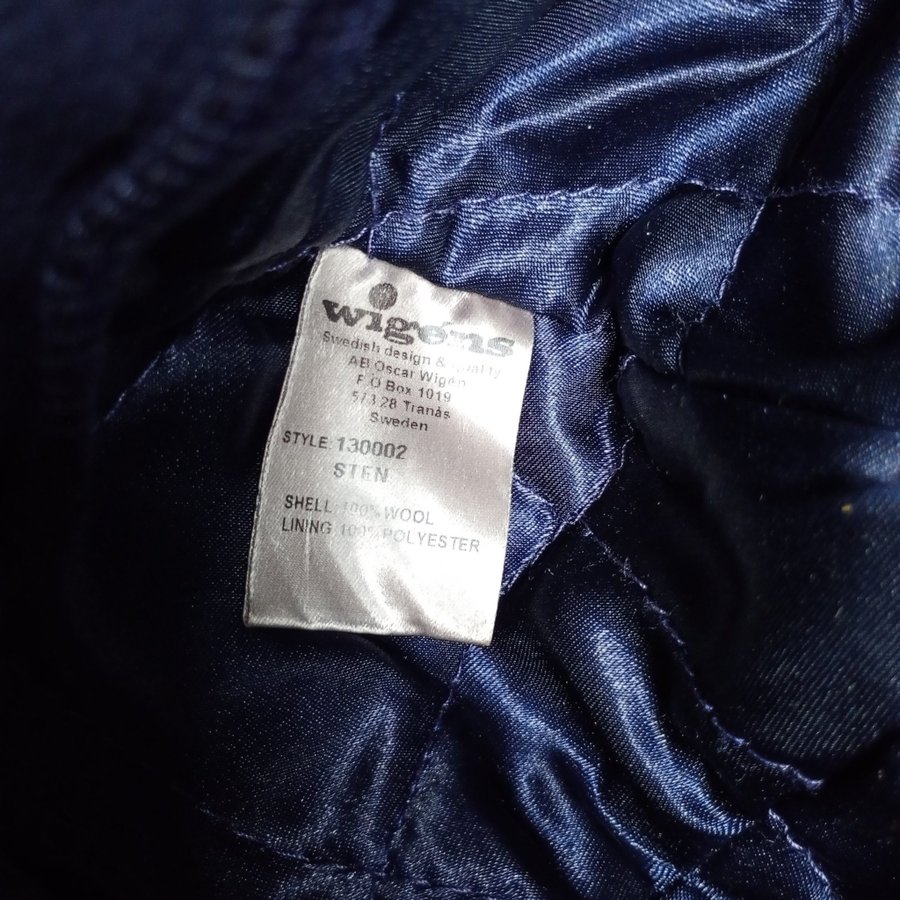 wigéns
Swedish design & quality
AB Oscar Wigén
P.O Box 1019
573 28 Tranås
Sweden
STYLE: 130002
STEN
SHELL: 100% WOOL
LINING 100% POLYESTER